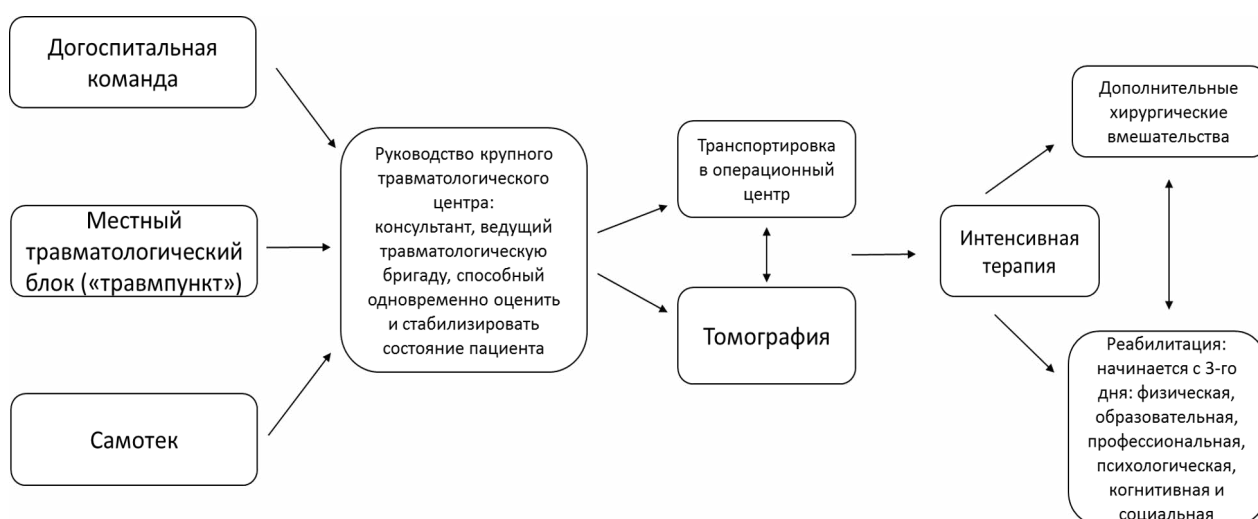 Догоспитальная
команда
Местный
травматологический
блок («травмпункт»)
Самотек
Руководство крупного
травматологического
центра:
консультант, ведущий
травматологическую
бригаду, способный
одновременно оценить
и стабилизировать
состояние пациента
Транспортировка
в операционный
центр
Томография
Интенсивная
терапия
Дополнительные
хирургические
вмешательства
Реабилитация:
начинается с 3-го
дня: физическая,
образовательная,
профессиональная,
психологическая,
когнитивная и
социальная